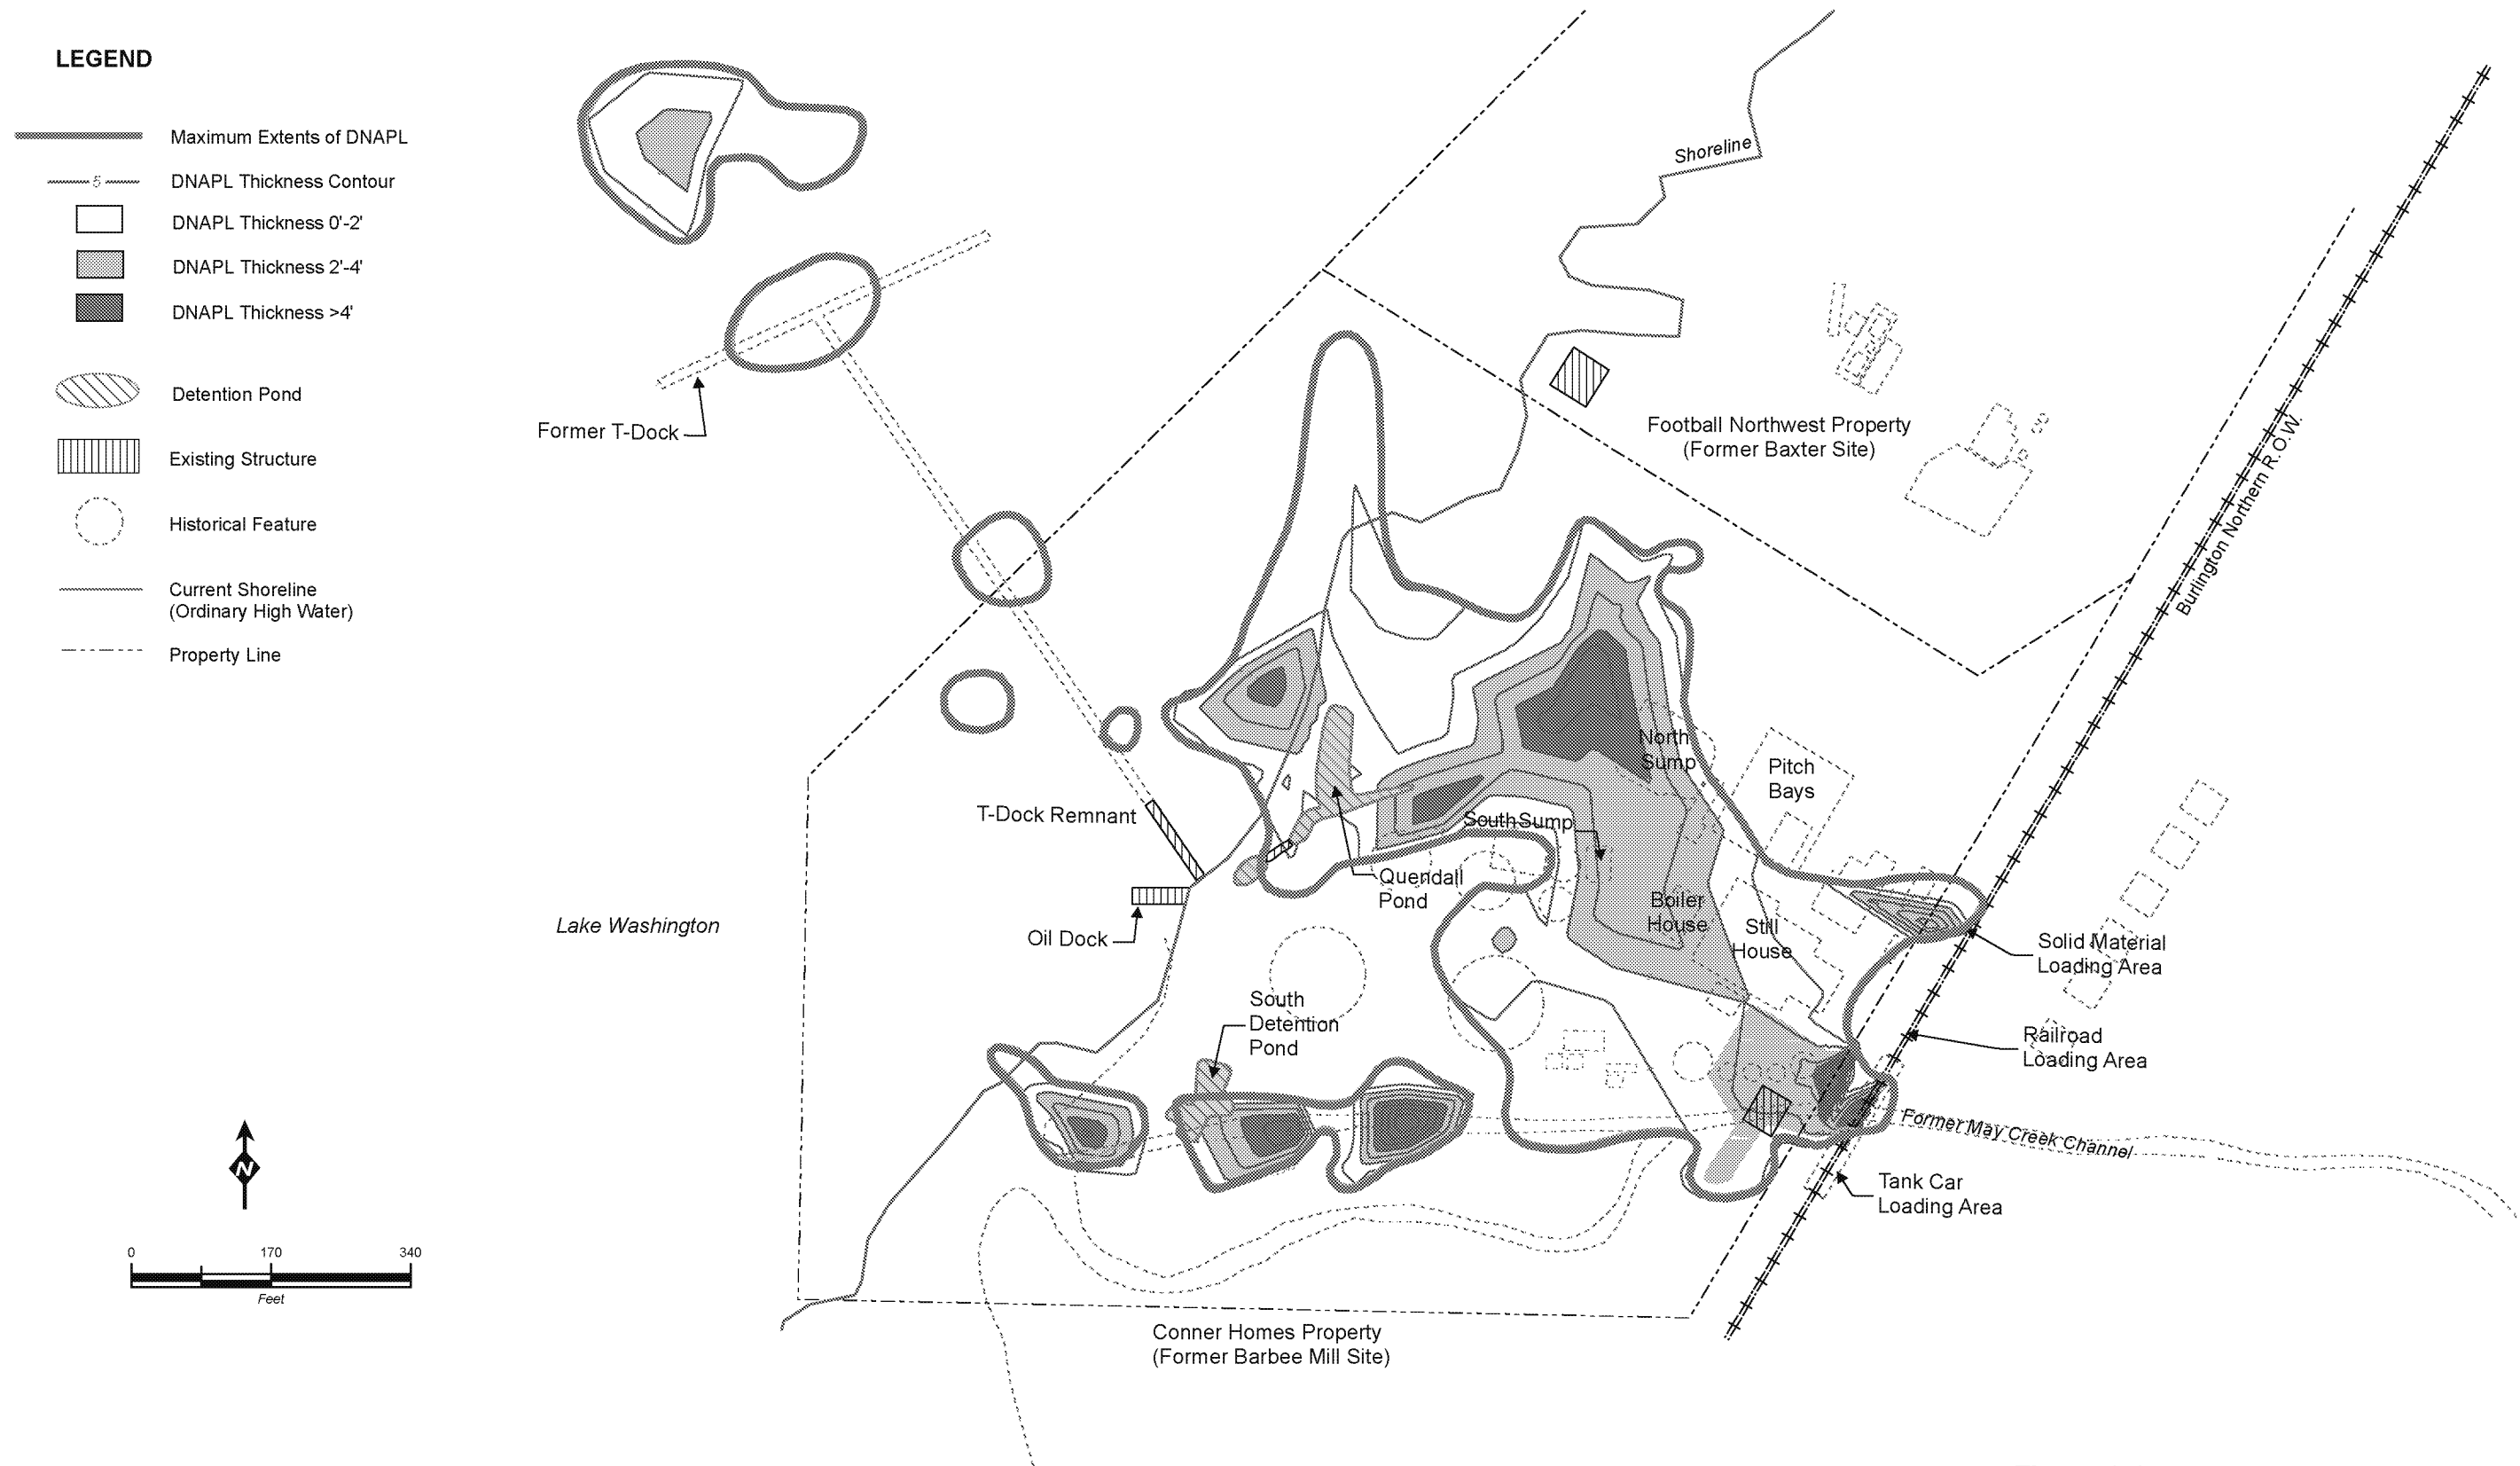 LEGEND
Maximum Extents of DNAPL
5
DNAPL Thickness Contour
DNAPL Thickness 0'-2'
DNAPL Thickness 2'-4'
DNAPL Thickness >4'
Detention Pond
Existing Structure
Historical Feature
Current Shoreline
(Ordinary High Water)
Property Line
Shoreline
Former T-Dock
Football Northwest Property
(Former Baxter Site)
Burlington Northern R.O.W.
North
Sump
Pitch
Bays
T-Dock Remnant
South Sump
Quendall
Pond
Boiler
House
Still
House
Lake Washington
Oil Dock
Solid Material
Loading Area
South
Detention
Pond
Railroad
Loading Area
Former May Creek Channel
Tank Car
Loading Area
N
0 170 340
Feet
Conner Homes Property
(Former Barbee Mill Site)